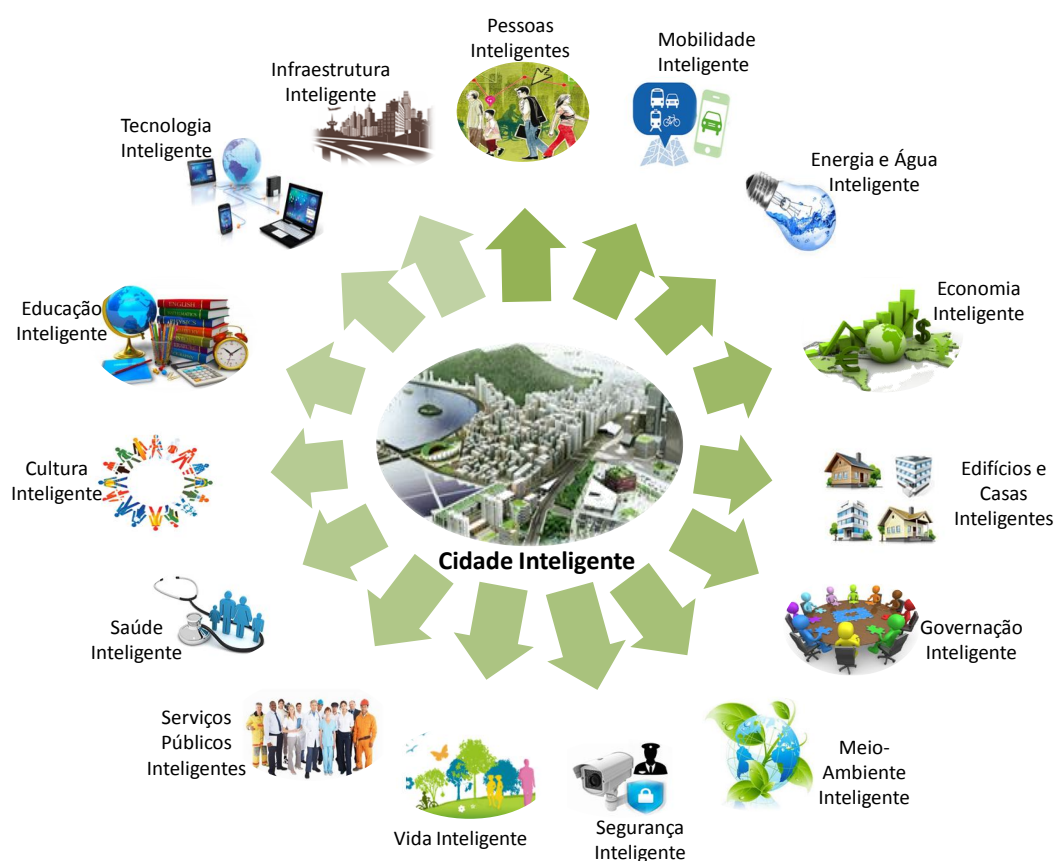 Pessoas
Inteligentes
Mobilidade
Inteligente
Infraestrutura
Inteligente
Tecnologia
Inteligente
Energia e Água
Inteligente
Educação
Inteligente
ENGLISH
Economia
Inteligente
Cultura
Inteligente
Edifícios e
Casas
Inteligentes
Cidade Inteligente
Saúde
Inteligente
Governação
Inteligente
Serviços
Públicos
Inteligentes
Meio-
Ambiente
Inteligente
Vida Inteligente
Segurança
Inteligente